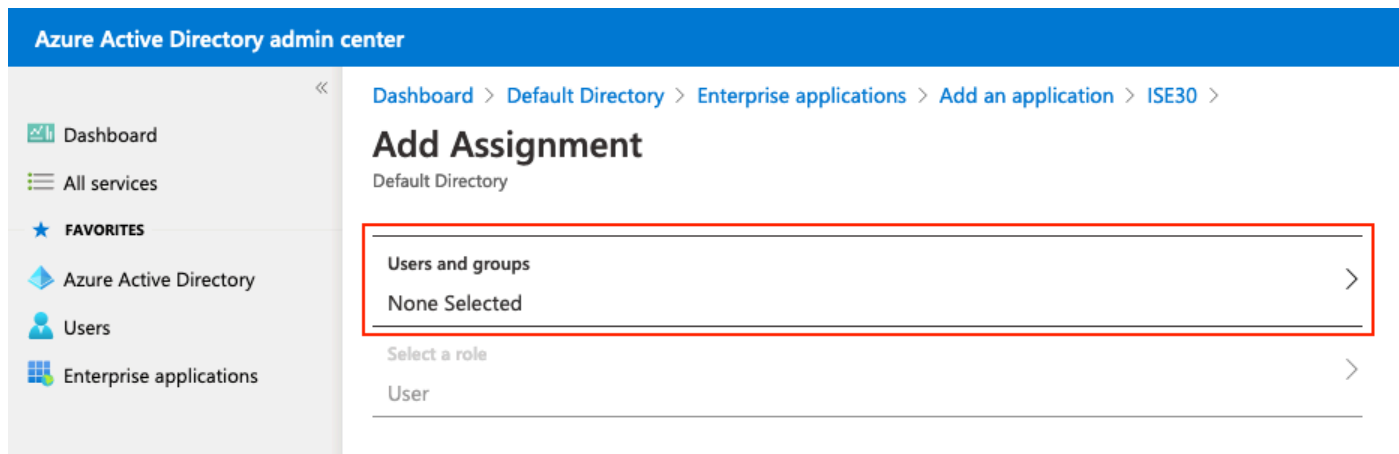 Azure Active Directory admin center
«
Dashboard > Default Directory > Enterprise applications > Add an application > ISE30 >
Add Assignment
Default Directory
Dashboard
All services
FAVORITES
Azure Active Directory
Users
Enterprise applications
Users and groups
None Selected
Select a role
User